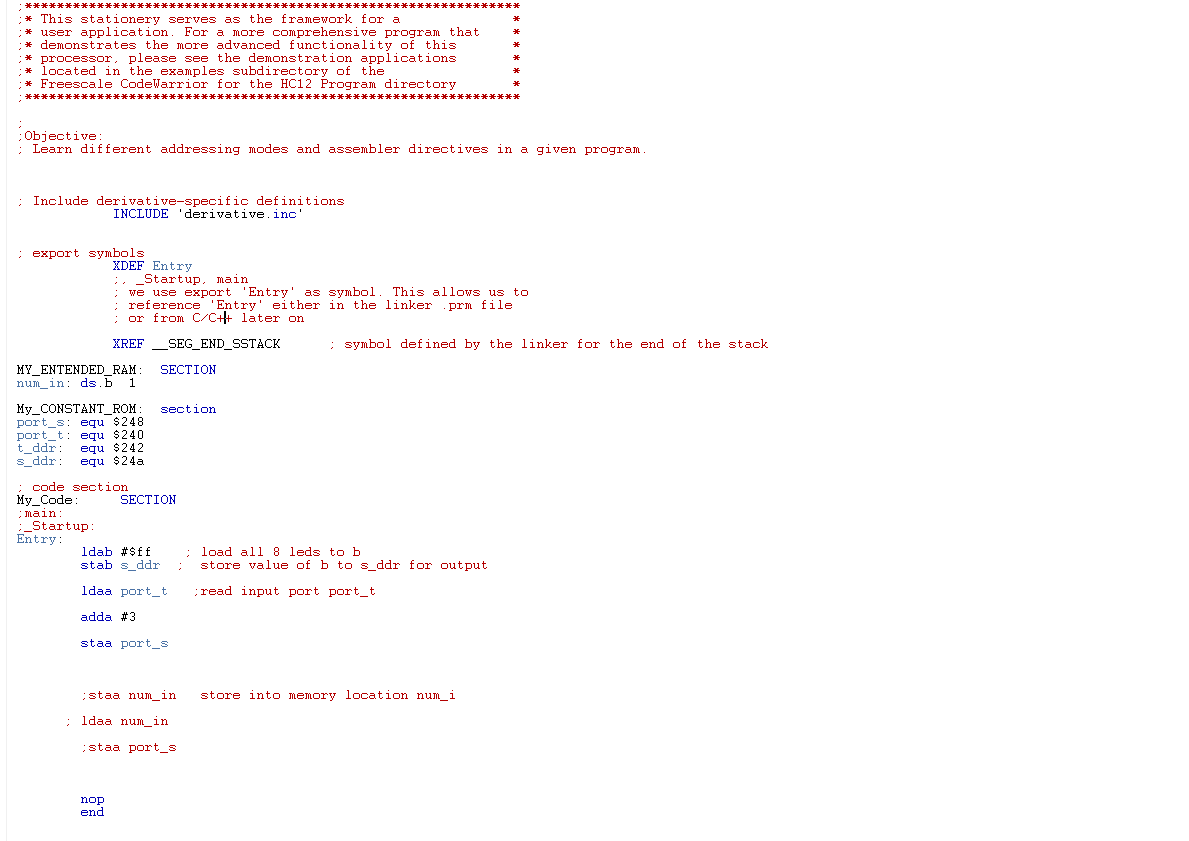 ;**************************************************************
;* This stationery serves as the framework for a              *
;* user application. For a more comprehensive program that    *
;* demonstrates the more advanced functionality of this       *
;* processor, please see the demonstration applications       *
;* located in the examples subdirectory of the                *
;* Freescale CodeWarrior for the HC12 Program directory       *
;**************************************************************
;
;Objective:
; Learn different addressing modes and assembler directives in a given program.
; Include derivative-specific definitions
            INCLUDE 'derivative.inc'
; export symbols
            XDEF Entry
            ;, _Startup, main
            ; we use export 'Entry' as symbol. This allows us to
            ; reference 'Entry' either in the linker .prm file
            ; or from C/C++ later on
            XREF __SEG_END_SSTACK      ; symbol defined by the linker for the end of the stack
MY_ENTENDED_RAM:  SECTION
num_in: ds.b  1
My_CONSTANT_ROM:  section
port_s: equ $248
port_t: equ $240
t_ddr:  equ $242
s_ddr:  equ $24a
; code section
My_Code:     SECTION
;main:
;_Startup:
Entry:
        ldab #$ff    ; load all 8 leds to b
        stab s_ddr  ;  store value of b to s_ddr for output
        ldaa port_t   ;read input port port_t
        adda #3
        staa port_s
        ;staa num_in   store into memory location num_i
      ; ldaa num_in
        ;staa port_s
        nop
        end